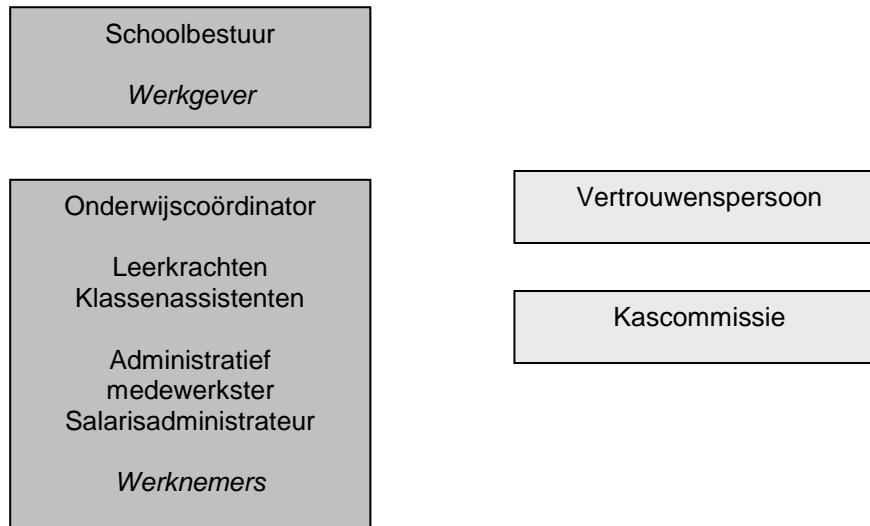 Schoolbestuur
Werkgever
Onderwijscoördinator
Leerkrachten
Klassenassistenten
Administratief
medewerkster
Salarisadministrateur
Werknemers
Vertrouwenspersoon
Kascommissie